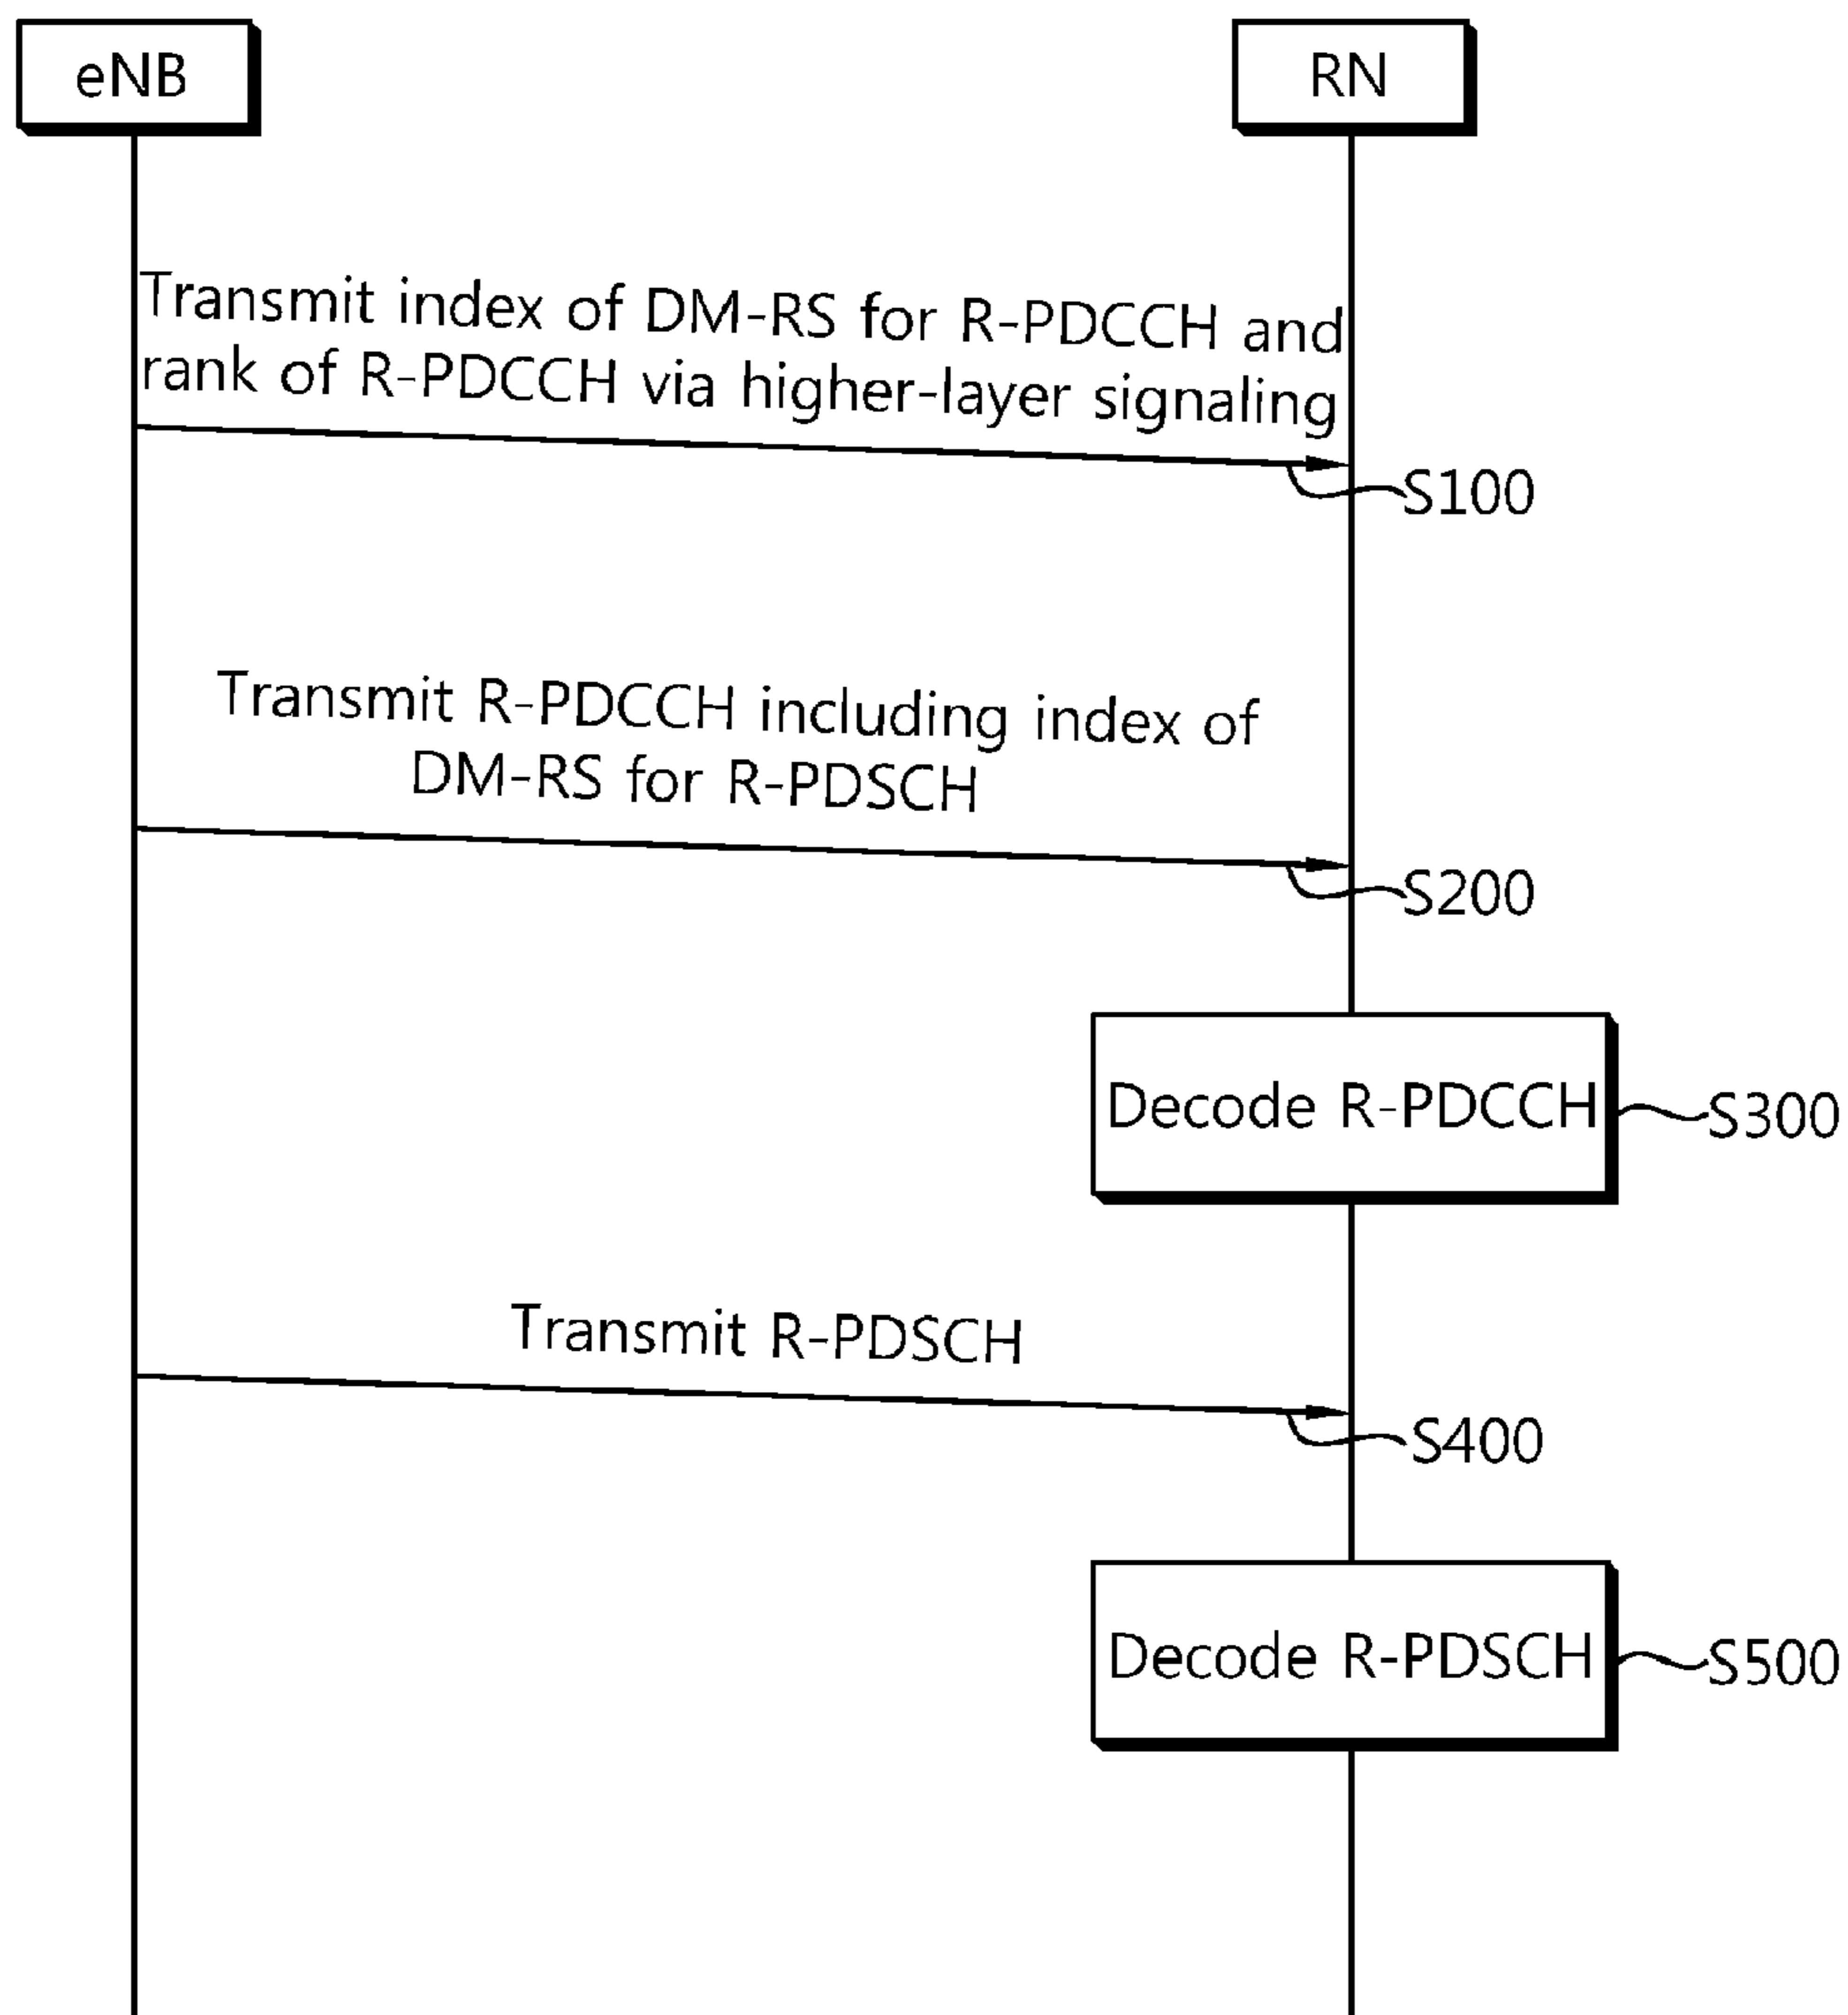 eNB
RN
Transmit index of DM-RS for R-PDCCH and
rank of R-PDCCH via higher-layer signaling
S100
Transmit R-PDCCH including index of
DM-RS for R-PDSCH
S200
Decode R-PDCCH
S300
Transmit R-PDSCH
S400
Decode R-PDSCH
S500